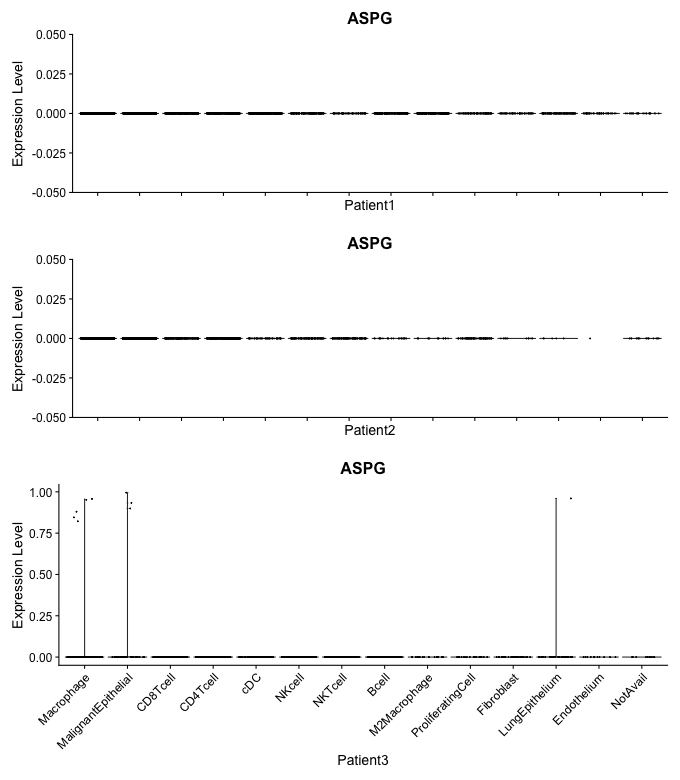 ASPG
0.050
0.025
0.000
-0.025
-0.050
Expression Level
Patient1
ASPG
0.050
0.025
0.000
-0.025
-0.050
Expression Level
Patient2
ASPG
1.00
0.75
0.50
0.25
0.00
Expression Level
Macrophage
MalignantEpithelial
CD8Tcell
CD4Tcell
cDC
NKcell
NKTcell
Bcell
M2Macrophage
ProliferatingCell
Fibroblast
LungEpithelium
Endothelium
NotAvail
Patient3